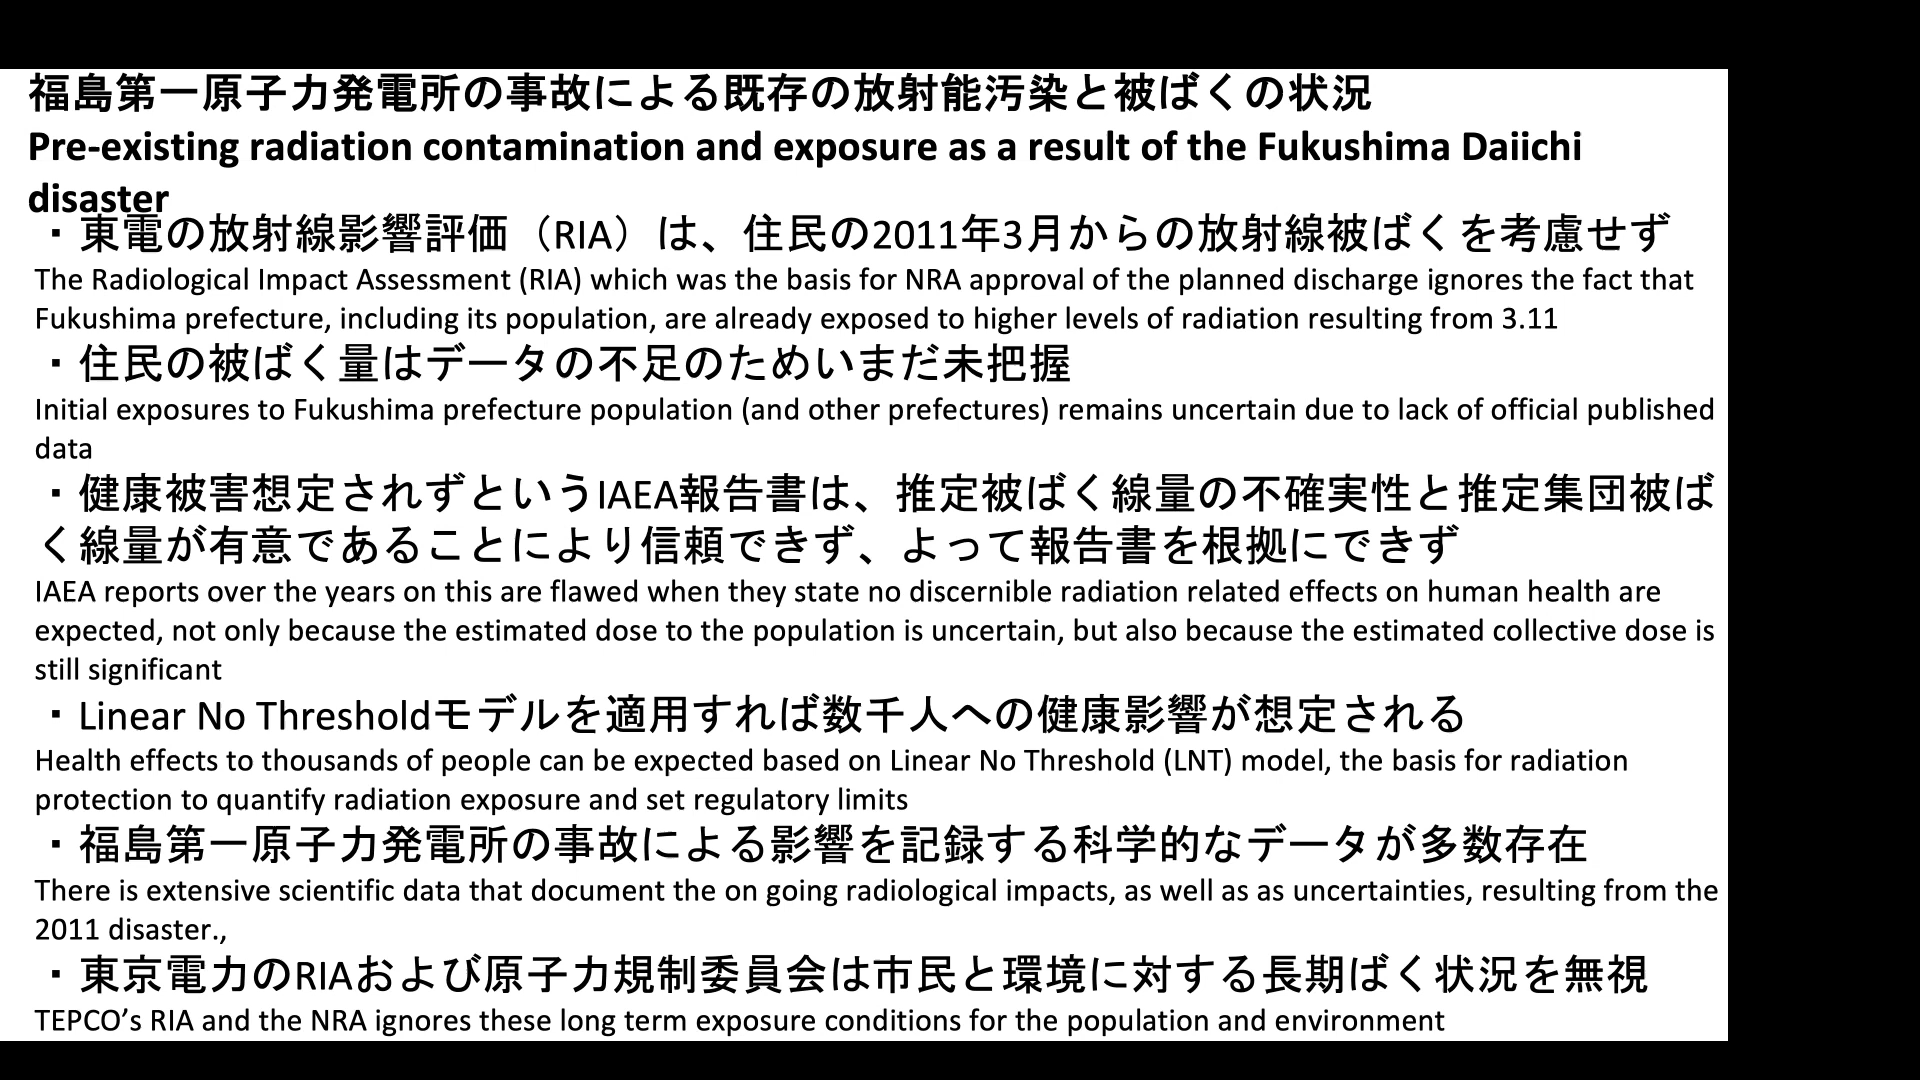 福島第一原子力発電所の事故による既存の放射能汚染と被ばくの状況
Pre-existing radiation contamination and exposure as a result of the Fukushima Daiichi
disaster
・東電の放射線影響評価（RIA）は、住民の2011年3月からの放射線被ばくを考慮せず
The Radiological Impact Assessment (RIA) which was the basis for NRA approval of the planned discharge ignores the fact that
Fukushima prefecture, including its population, are already exposed to higher levels of radiation resulting from 3.11
・住民の被ばく量はデータの不足のためいまだ未把握
Initial exposures to Fukushima prefecture population (and other prefectures) remains uncertain due to lack of official published
data
・健康被害想定されずというIAEA報告書は、推定被ばく線量の不確実性と推定集団被ば
く線量が有意であることにより信頼できず、よって報告書を根拠にできず
IAEA reports over the years on this are flawed when they state no discernible radiation related effects on human health are
expected, not only because the estimated dose to the population is uncertain, but also because the estimated collective dose is
still significant
・Linear No Thresholdモデルを適用すれば数千人への健康影響が想定される
Health effects to thousands of people can be expected based on Linear No Threshold (LNT) model, the basis for radiation
protection to quantify radiation exposure and set regulatory limits
・福島第一原子力発電所の事故による影響を記録する科学的なデータが多数存在
There is extensive scientific data that document the on going radiological impacts, as well as as uncertainties, resulting from the
2011 disaster.,
・東京電力のRIAおよび原子力規制委員会は市民と環境に対する長期ばく状況を無視
TEPCO’s RIA and the NRA ignores these long term exposure conditions for the population and environment